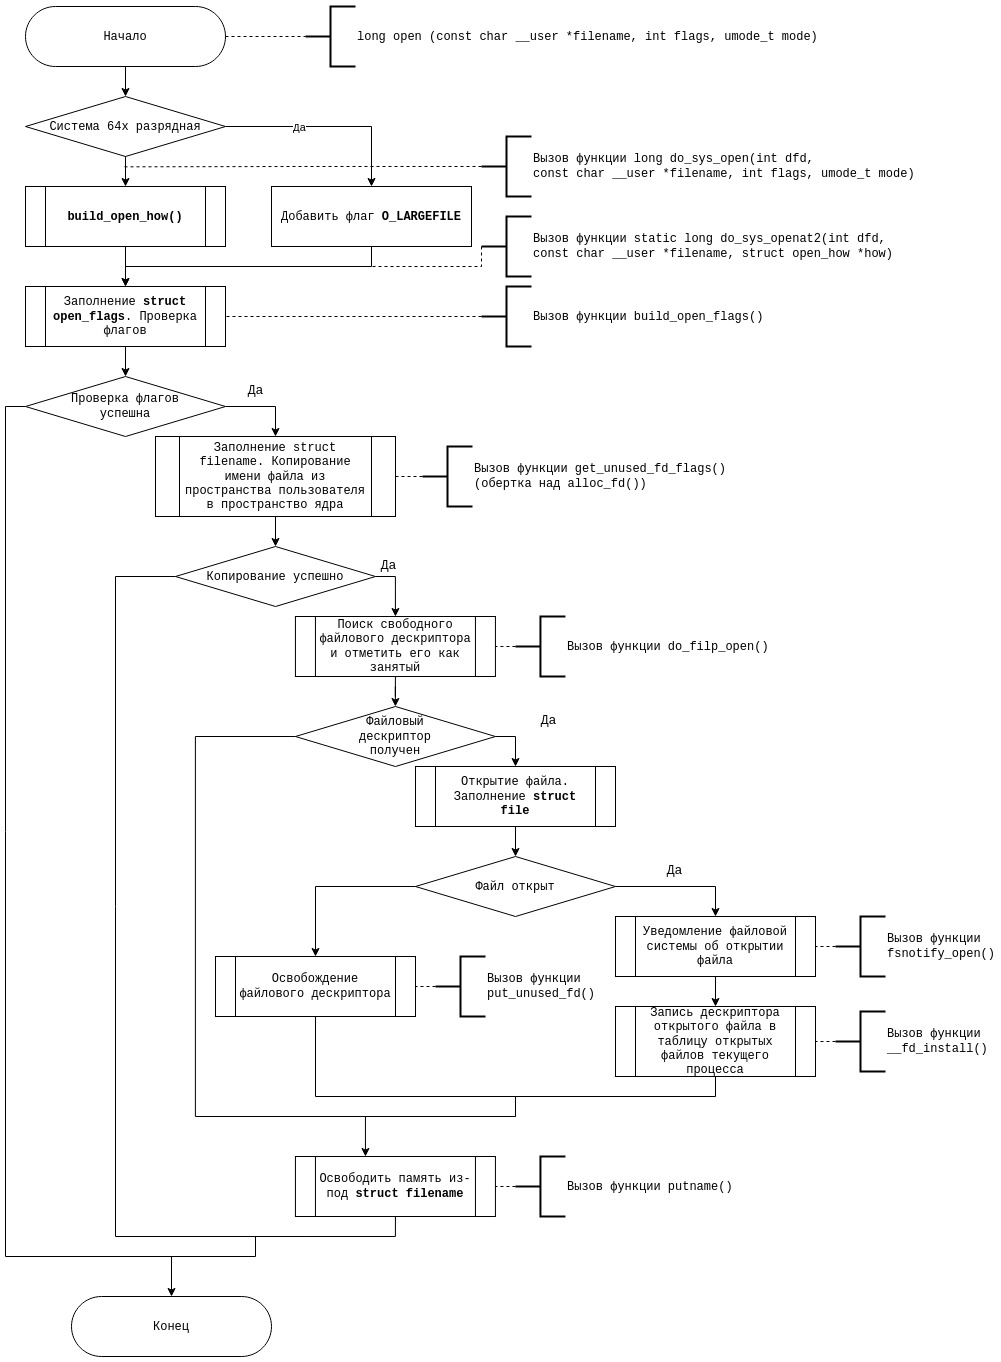 Начало
long open (const char __user *filename, int flags, umode_t mode)
Система 64х разрядная
Да
Вызов функции long do_sys_open(int dfd,
const char __user *filename, int flags, umode_t mode)
build_open_how()
Добавить флаг O_LARGEFILE
Вызов функции static long do_sys_openat2(int dfd,
const char __user *filename, struct open_how *how)
Заполнение struct
open_flags. Проверка
флагов
Вызов функции build_open_flags()
Проверка флагов
успешна
Да
Заполнение struct
filename. Копирование
имени файла из
пространства пользователя
в пространство ядра
Вызов функции get_unused_fd_flags()
(обертка над alloc_fd())
Копирование успешно
Да
Поиск свободного
файлового дескриптора
и отметить его как
занятый
Вызов функции do_filp_open()
Файловый
дескриптор
получен
Да
Открытие файла.
Заполнение struct
file
Файл открыт
Да
Уведомление файловой
системы об открытии
файла
Вызов функции
fsnotify_open()
Освобождение
файлового дескриптора
Вызов функции
put_unused_fd()
Запись дескриптора
открытого файла в
таблицу открытых
файлов текущего
процесса
Вызов функции
__fd_install()
Освободить память из-
под struct filename
Вызов функции putname()
Конец